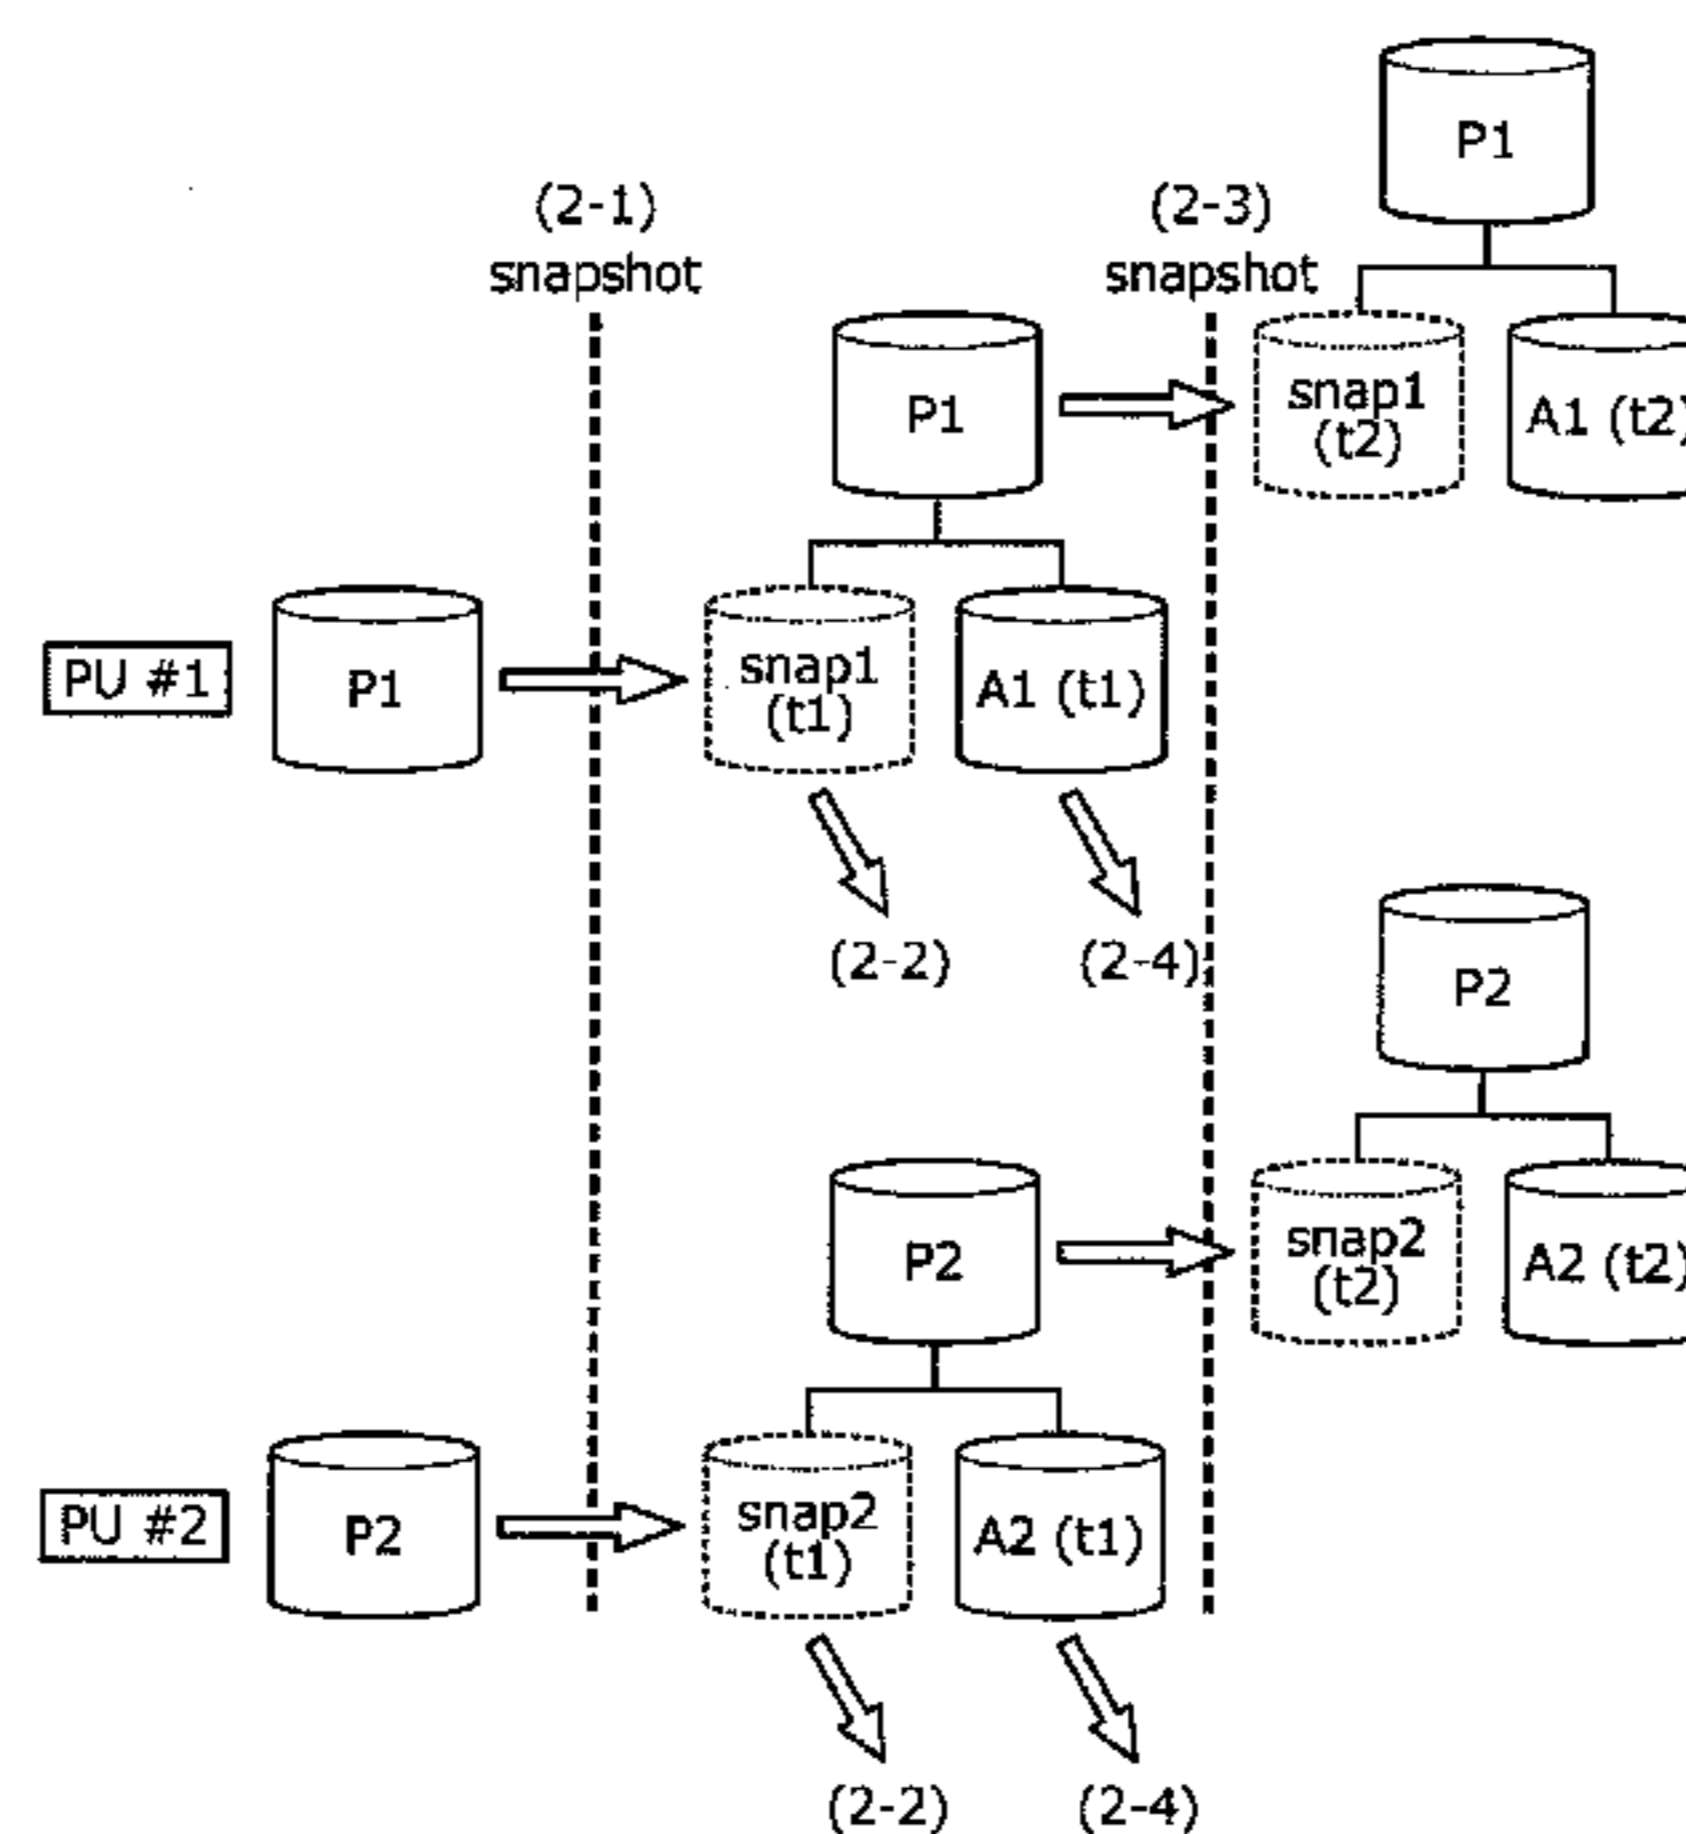 P1
(2-1)
snapshot
(2-3)
snapshot
P1
snap1
(t2)
A1 (t2)
PU #1
P1
snap1
(t1)
A1 (t1)
(2-2)
(2-4)
P2
P2
snap2
(t2)
A2 (t2)
PU #2
P2
snap2
(t1)
A2 (t1)
(2-2)
(2-4)